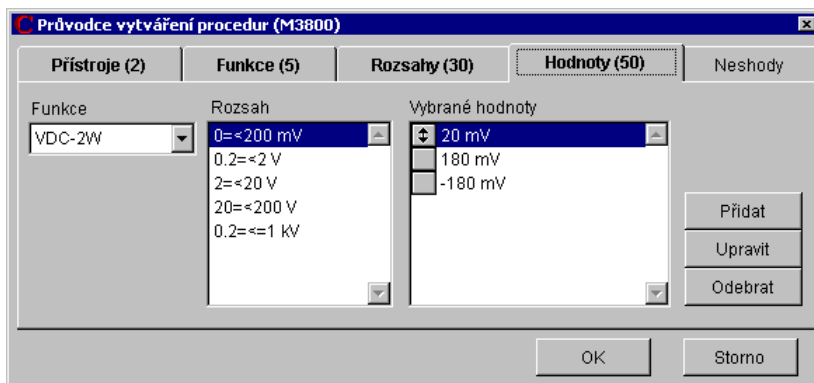 Průvodce vytváření procedur (M3800)
Přístroje (2)
Funkce (5)
Rozsahy (30)
Hodnoty (50)
Neshody
Funkce
Rozsah
Vybrané hodnoty
VDC-2W
0=<200 mV
0.2=<2 V
2=<20 V
20=<200 V
0.2=<=1 kV
20 mV
180 mV
-180 mV
Přidat
Upravit
Odebrat
OK
Storno